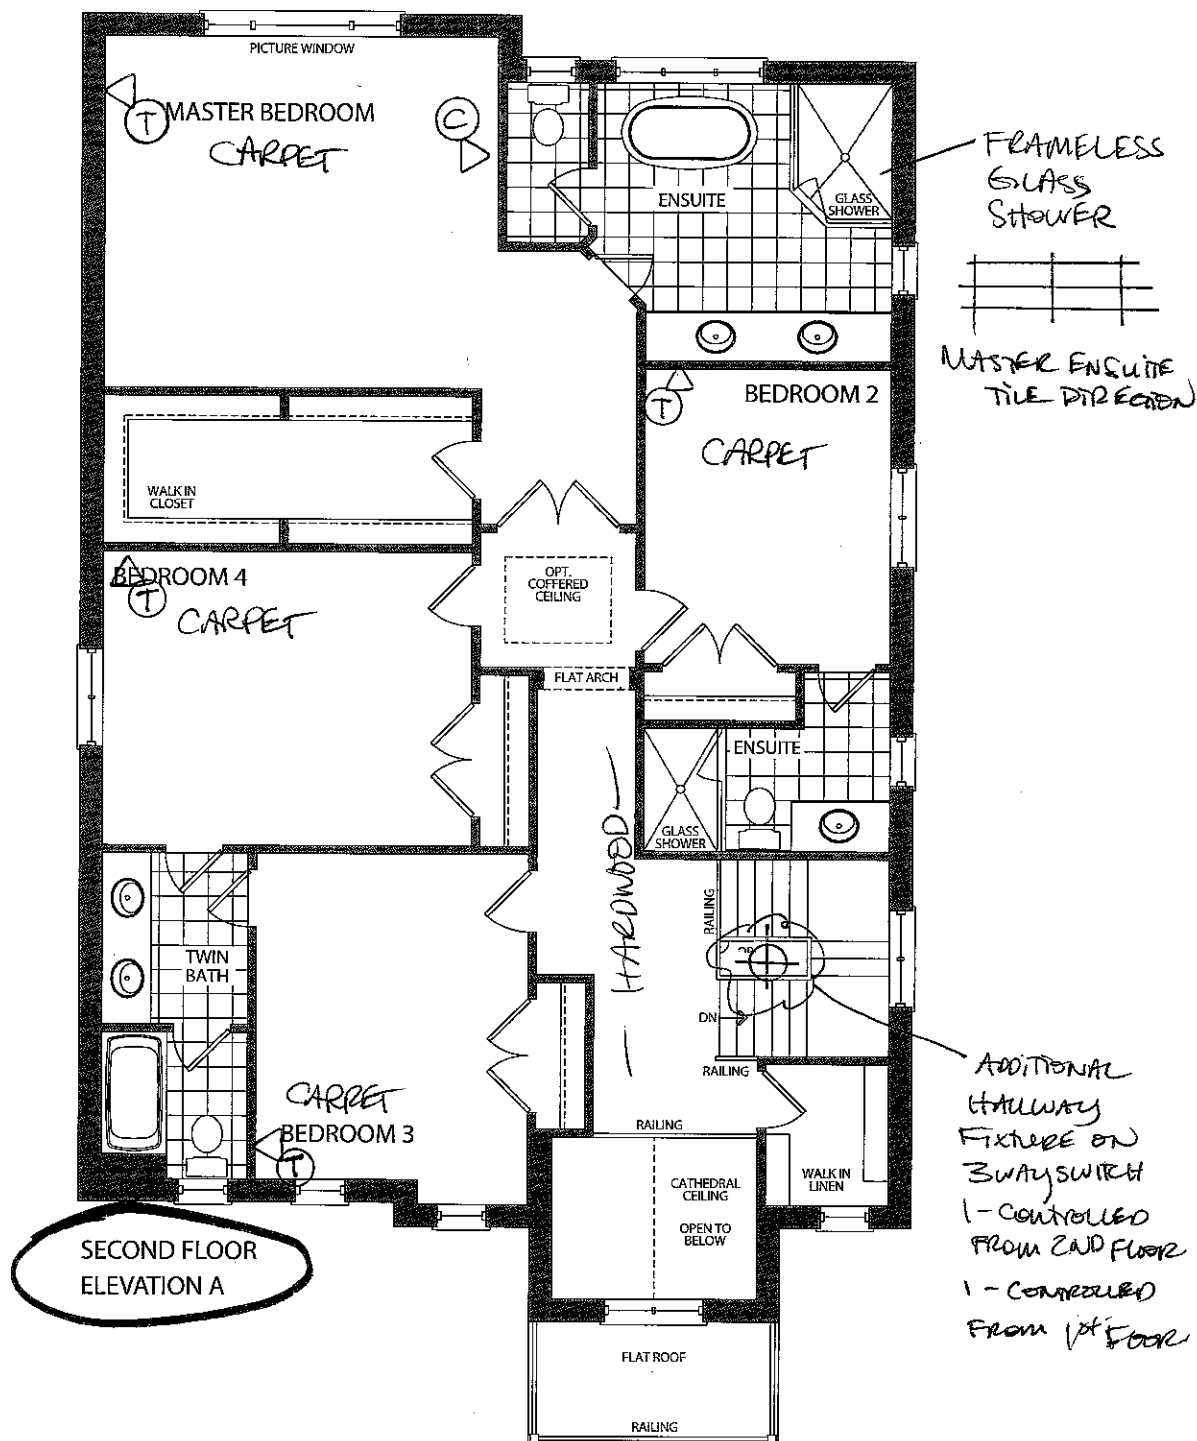 PICTURE WINDOW
T
MASTER BEDROOM
CARPET
C
ENSUITE
GLASS
SHOWER
FRAMELESS
GLASS
SHOWER
MASTER ENSUITE
TILE DIRECTION
T
BEDROOM 2
CARPET
WALK IN
CLOSET
BEDROOM 4
T
CARPET
OPT.
COFFERED
CEILING
FLAT ARCH
ENSUITE
GLASS
SHOWER
HARDWOOD
RAILING
TWIN
BATH
DN
RAILING
ADDITIONAL
HALLWAY
FIXTURE ON
3WAY SWITCH
1 - CONTROLLED
FROM 2ND FLOOR
1 - CONTROLLED
FROM 1st FLOOR
CARPET
BEDROOM 3
T
RAILING
CATHEDRAL
CEILING
OPEN TO
BELOW
WALK IN
LINEN
SECOND FLOOR
ELEVATION A
FLAT ROOF
RAILING